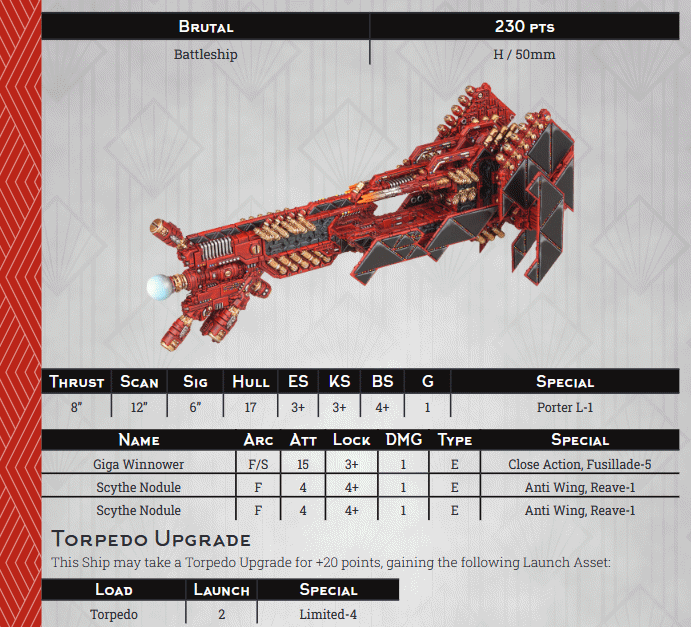 Brutal 230 pts
Battleship H / 50mm
Thrust Scan Sig Hull ES KS BS G Special
8” 12” 6” 17 3+ 3+ 4+ 1 Porter L-1
Name Arc Att Lock DMG Type Special
Giga Winnower F/S 15 3+ 1 E Close Action, Fusillade-5
Scythe Nodule F 4 4+ 1 E Anti Wing, Reave-1
Scythe Nodule F 4 4+ 1 E Anti Wing, Reave-1
Torpedo Upgrade
This Ship may take a Torpedo Upgrade for +20 points, gaining the following Launch Asset:
Load Launch Special
Torpedo 2 Limited-4